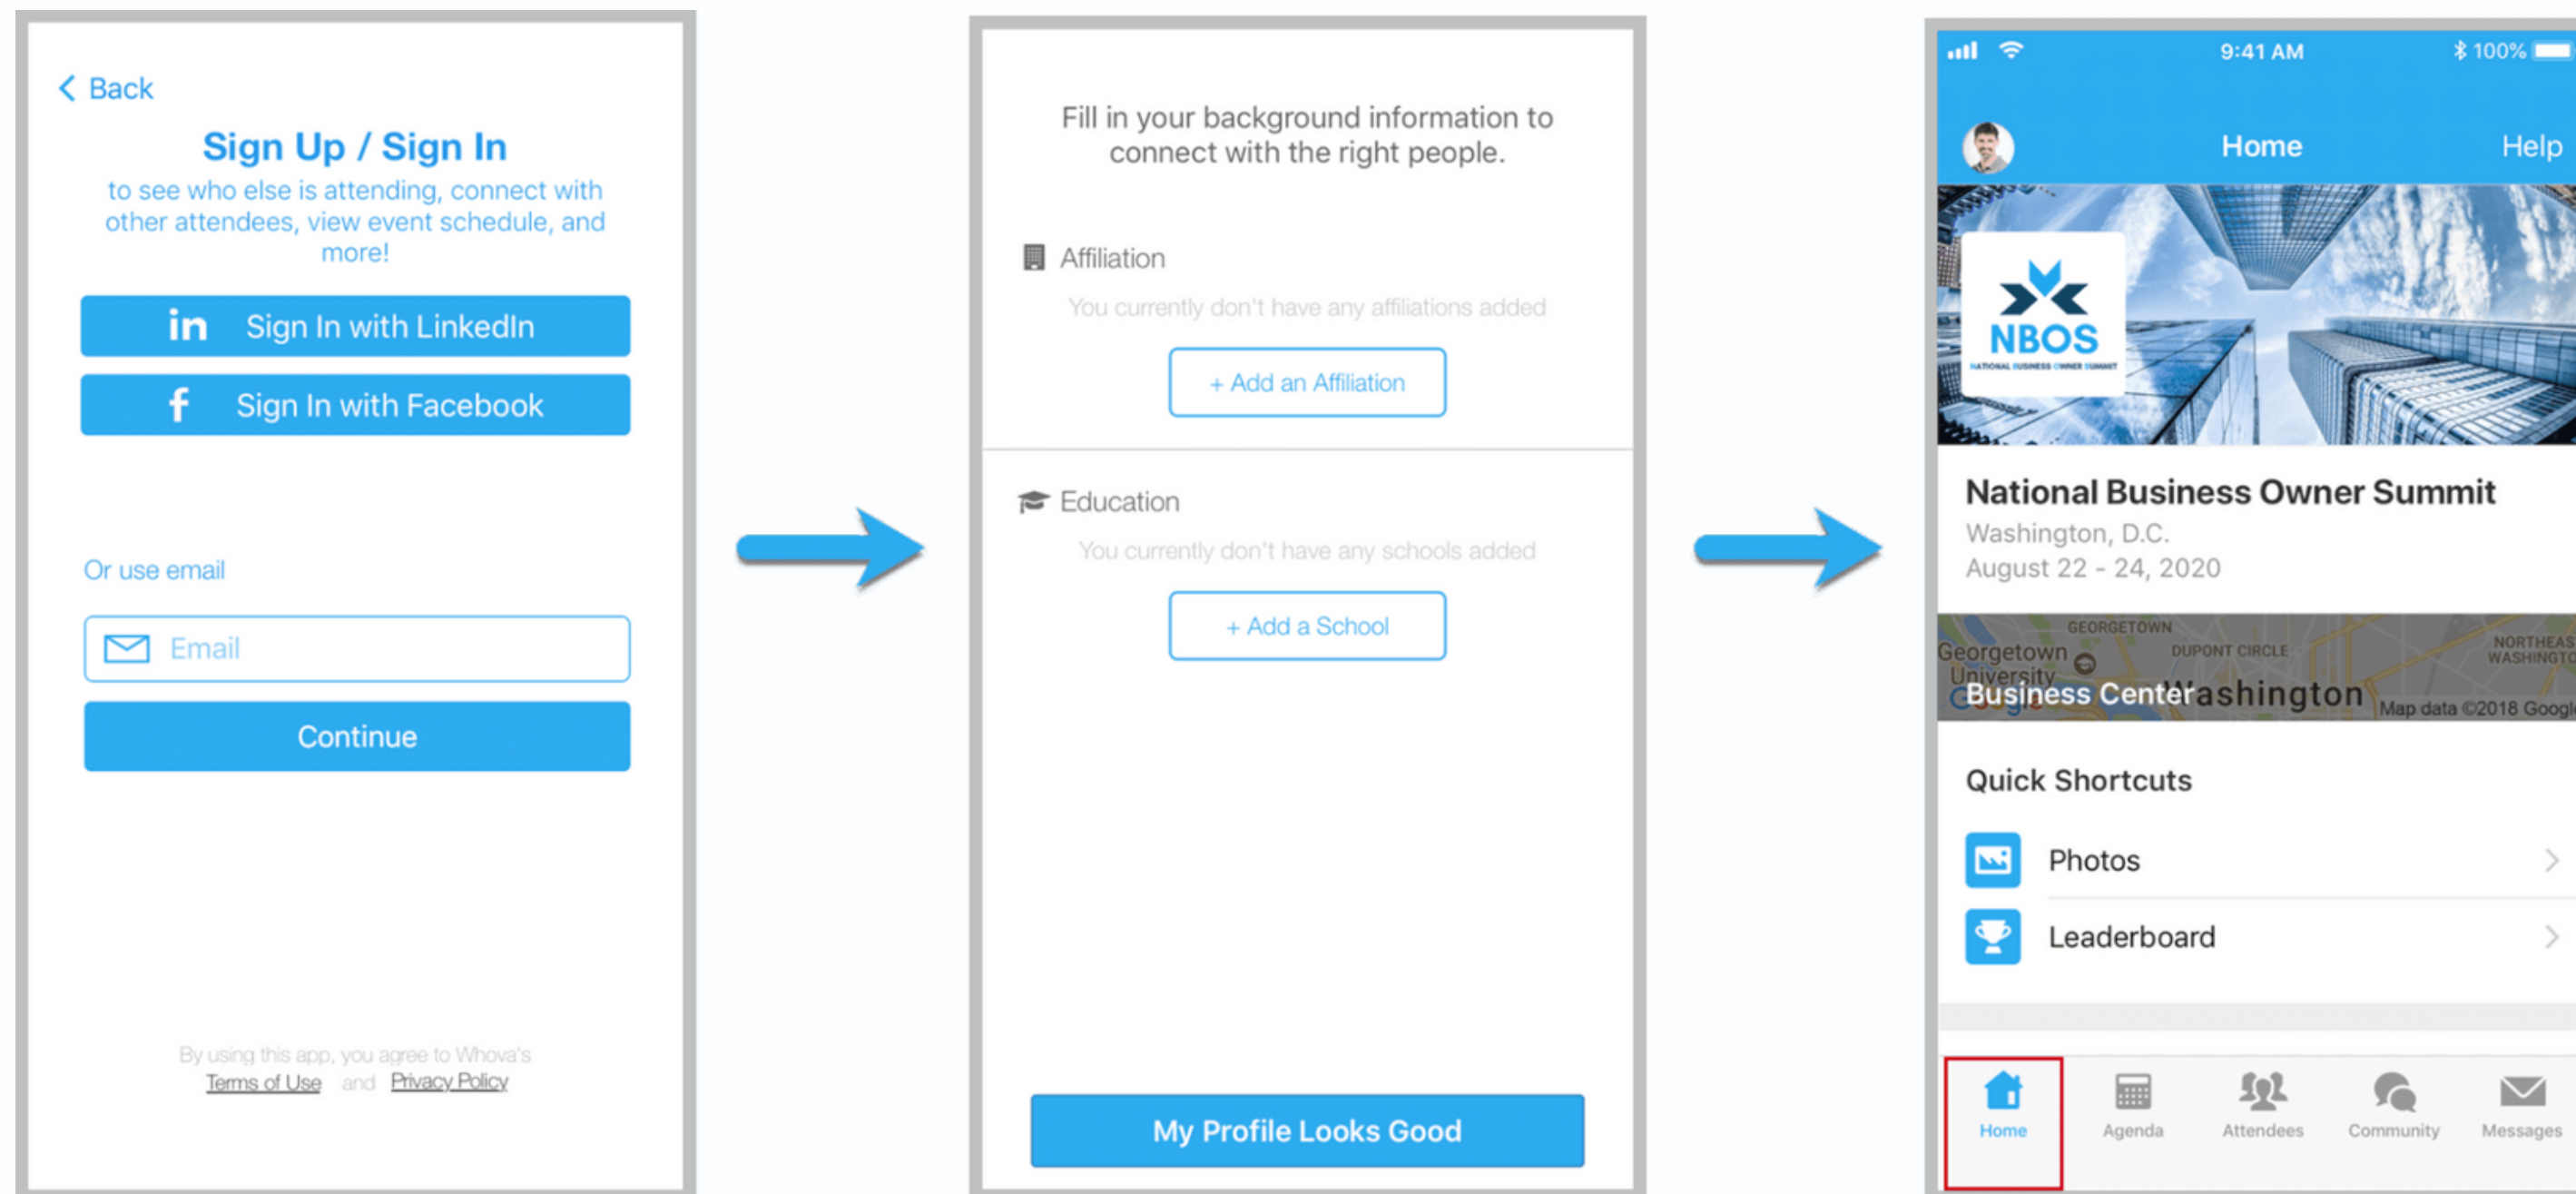 Back
Sign Up / Sign In
to see who else is attending, connect with
other attendees, view event schedule, and
more!
in Sign In with LinkedIn
f Sign In with Facebook
Or use email
Email
Continue
By using this app, you agree to Whova's
Terms of Use and Privacy Policy
Fill in your background information to
connect with the right people.
Affiliation
You currently don't have any affiliations added
+ Add an Affiliation
Education
You currently don't have any schools added
+ Add a School
My Profile Looks Good
9:41 AM 100%
Home Help
NBOS
NATIONAL BUSINESS OWNER SUMMIT
National Business Owner Summit
Washington, D.C.
August 22 - 24, 2020
GEORGETOWN
Georgetown
University
DUPONT CIRCLE
Business Center
Map data ©2018
Quick Shortcuts
Photos
Leaderboard
Home Agenda Attendees Community Messages